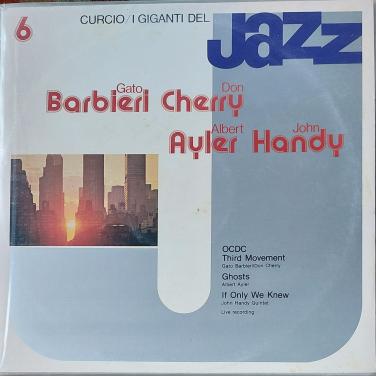 6
CURCIO/I GIGANTI DEL
Jazz
Gato Don
Barbieri Cherry
Albert John
Ayler Handy
OCDC
Third Movement
Gato Barbieri/Don Cherry
Ghosts
Albert Ayler
If Only We Knew
John Handy Quintet
Live recording